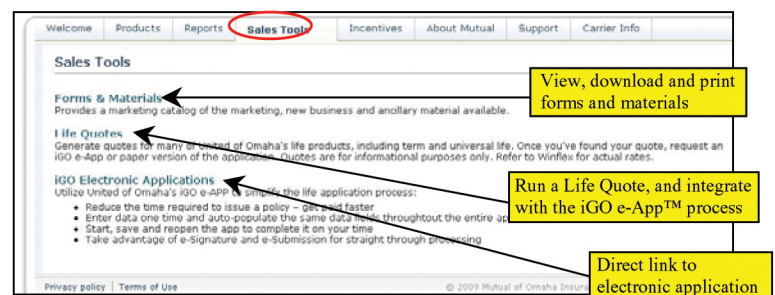 Welcome Products Reports Sales Tools Incentives About Mutual Support Carrier Info
Sales Tools
View, download and print
forms and materials
Forms & Materials
Provides a marketing catalog of the marketing, new business and ancillary material available.
Life Quotes
Generate quotes for many of United of Omaha's life products, including term and universal life. Once you've found your quote, request an
iGO e-App or paper version of the application. Quotes are for informational purposes only. Refer to Winflex for actual rates.
Run a Life Quote, and integrate
with the iGO e-App™ process
iGO Electronic Applications
Utilize United of Omaha's iGO e-APP to simplify the life application process:
• Reduce the time required to issue a policy – get paid faster
• Enter data one time and auto-populate the same data fields throughtout the entire
• Start, save and reopen the app to complete it on your time
• Take advantage of e-Signature and e-Submission for straight through processing
Direct link to
electronic application
Privacy policy | Terms of Use © 2009 Mutual of Omaha